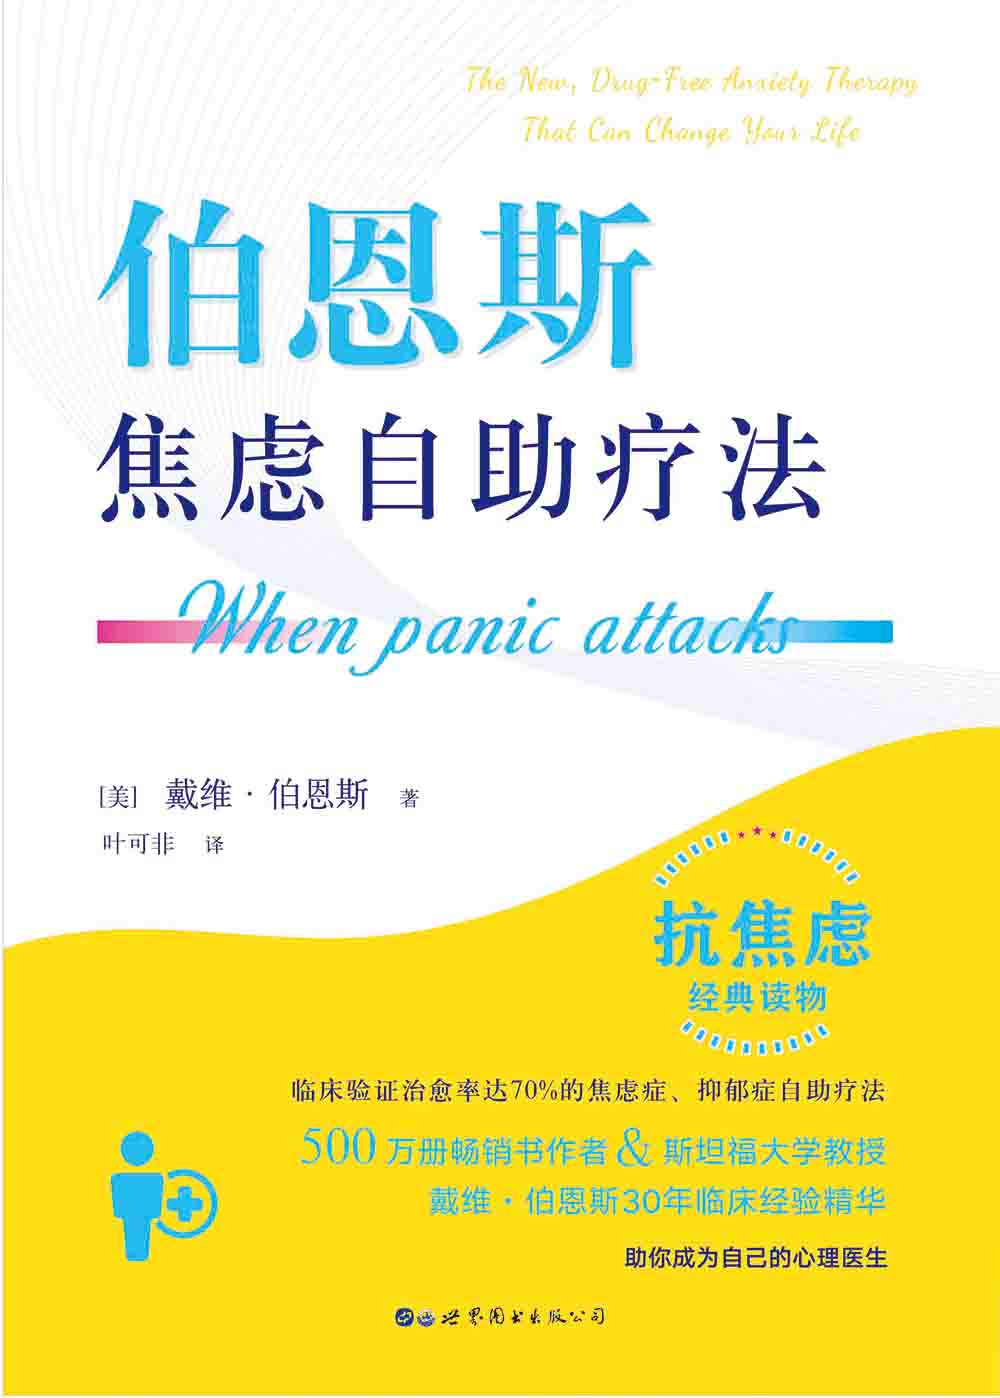 The New, Drug-Free Anxiety Therapy
That Can Change Your Life
伯恩斯
焦虑自助疗法
When panic attacks
[美] 戴维·伯恩斯 著
叶可非 译
抗焦虑
经典读物
临床验证治愈率达70%的焦虑症、抑郁症自助疗法
500万册畅销书作者 & 斯坦福大学教授
戴维·伯恩斯30年临床经验精华
助你成为自己的心理医生
世界图书出版公司